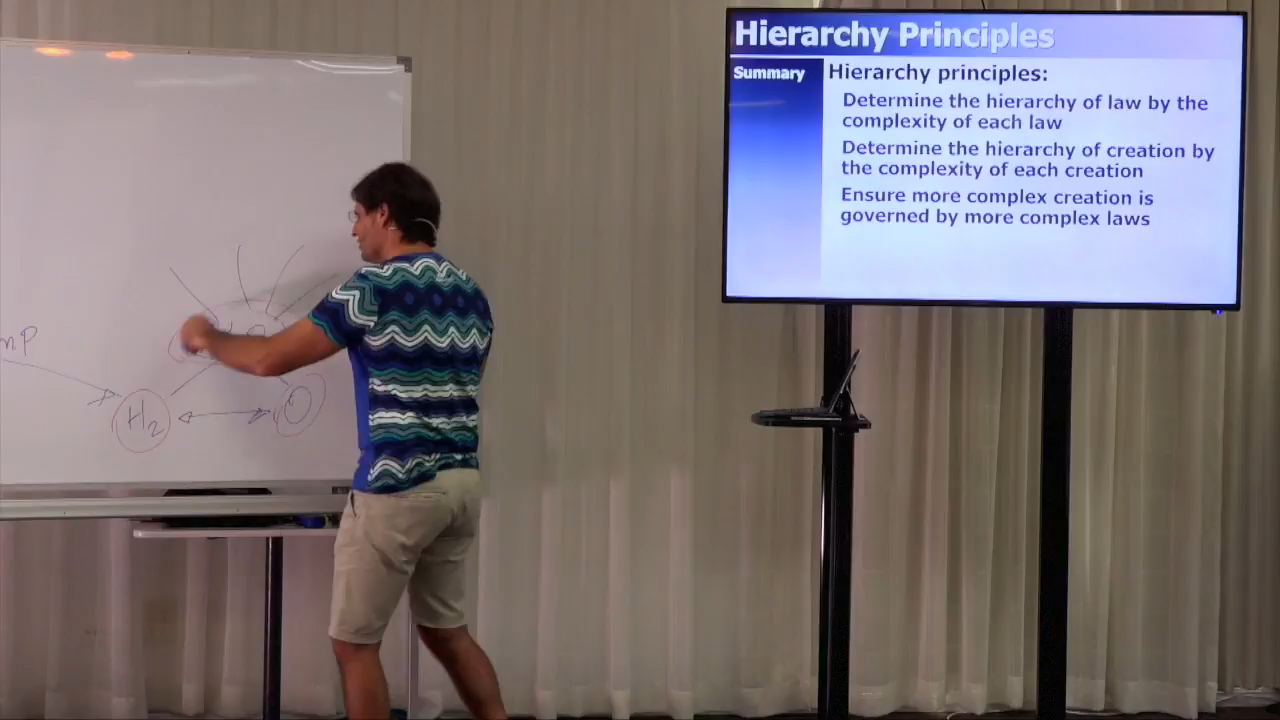 Hierarchy Principles
Summary
Hierarchy principles:
Determine the hierarchy of law by the
complexity of each law
Determine the hierarchy of creation by
the complexity of each creation
Ensure more complex creation is
governed by more complex laws
H2
O